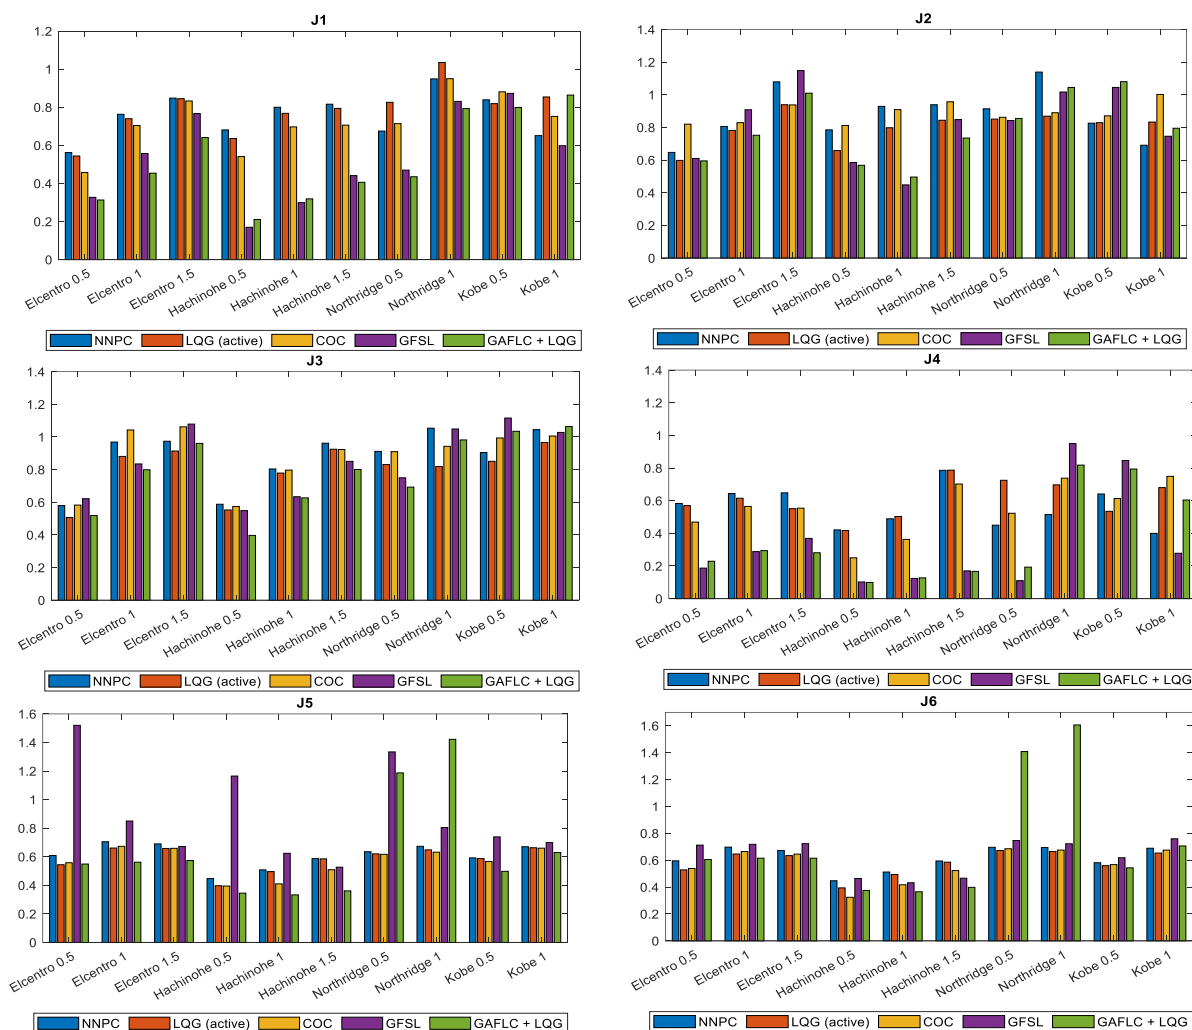 J1
1.2
1
0.8
0.6
0.4
0.2
0
Elcentro 0.5
Elcentro 1
Elcentro 1.5
Hachinohe 0.5
Hachinohe 1
Hachinohe 1.5
Northridge 0.5
Northridge 1
Kobe 0.5
Kobe 1
NNPC LQG (active) COC GFSL GAFLC + LQG
J2
1.4
1.2
1
0.8
0.6
0.4
0.2
0
Elcentro 0.5
Elcentro 1
Elcentro 1.5
Hachinohe 0.5
Hachinohe 1
Hachinohe 1.5
Northridge 0.5
Northridge 1
Kobe 0.5
Kobe 1
NNPC LQG (active) COC GFSL GAFLC + LQG
J3
1.4
1.2
1
0.8
0.6
0.4
0.2
0
Elcentro 0.5
Elcentro 1
Elcentro 1.5
Hachinohe 0.5
Hachinohe 1
Hachinohe 1.5
Northridge 0.5
Northridge 1
Kobe 0.5
Kobe 1
NNPC LQG (active) COC GFSL GAFLC + LQG
J4
1.4
1.2
1
0.8
0.6
0.4
0.2
0
Elcentro 0.5
Elcentro 1
Elcentro 1.5
Hachinohe 0.5
Hachinohe 1
Hachinohe 1.5
Northridge 0.5
Northridge 1
Kobe 0.5
Kobe 1
NNPC LQG (active) COC GFSL GAFLC + LQG
J5
1.6
1.4
1.2
1
0.8
0.6
0.4
0.2
0
Elcentro 0.5
Elcentro 1
Elcentro 1.5
Hachinohe 0.5
Hachinohe 1
Hachinohe 1.5
Northridge 0.5
Northridge 1
Kobe 0.5
Kobe 1
NNPC LQG (active) COC GFSL GAFLC + LQG
J6
1.6
1.4
1.2
1
0.8
0.6
0.4
0.2
0
Elcentro 0.5
Elcentro 1
Elcentro 1.5
Hachinohe 0.5
Hachinohe 1
Hachinohe 1.5
Northridge 0.5
Northridge 1
Kobe 0.5
Kobe 1
NNPC LQG (active) COC GFSL GAFLC + LQG